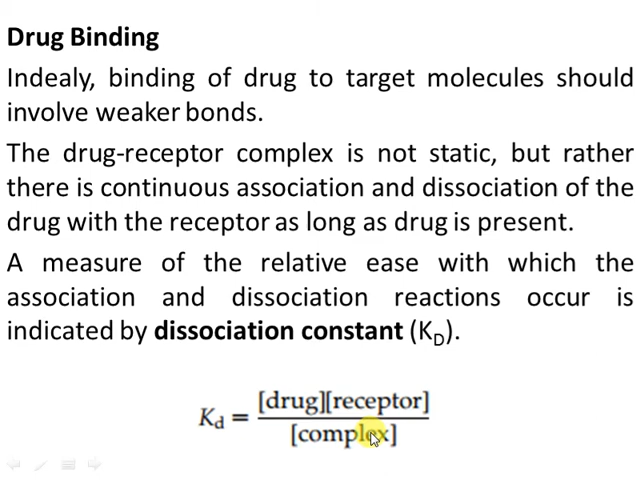 Drug Binding
Indealy, binding of drug to target molecules should
involve weaker bonds.
The drug-receptor complex is not static, but rather
there is continuous association and dissociation of the
drug with the receptor as long as drug is present.
A measure of the relative ease with which the
association and dissociation reactions occur is
indicated by dissociation constant (K_D).
K_d = [drug][receptor] / [complex]